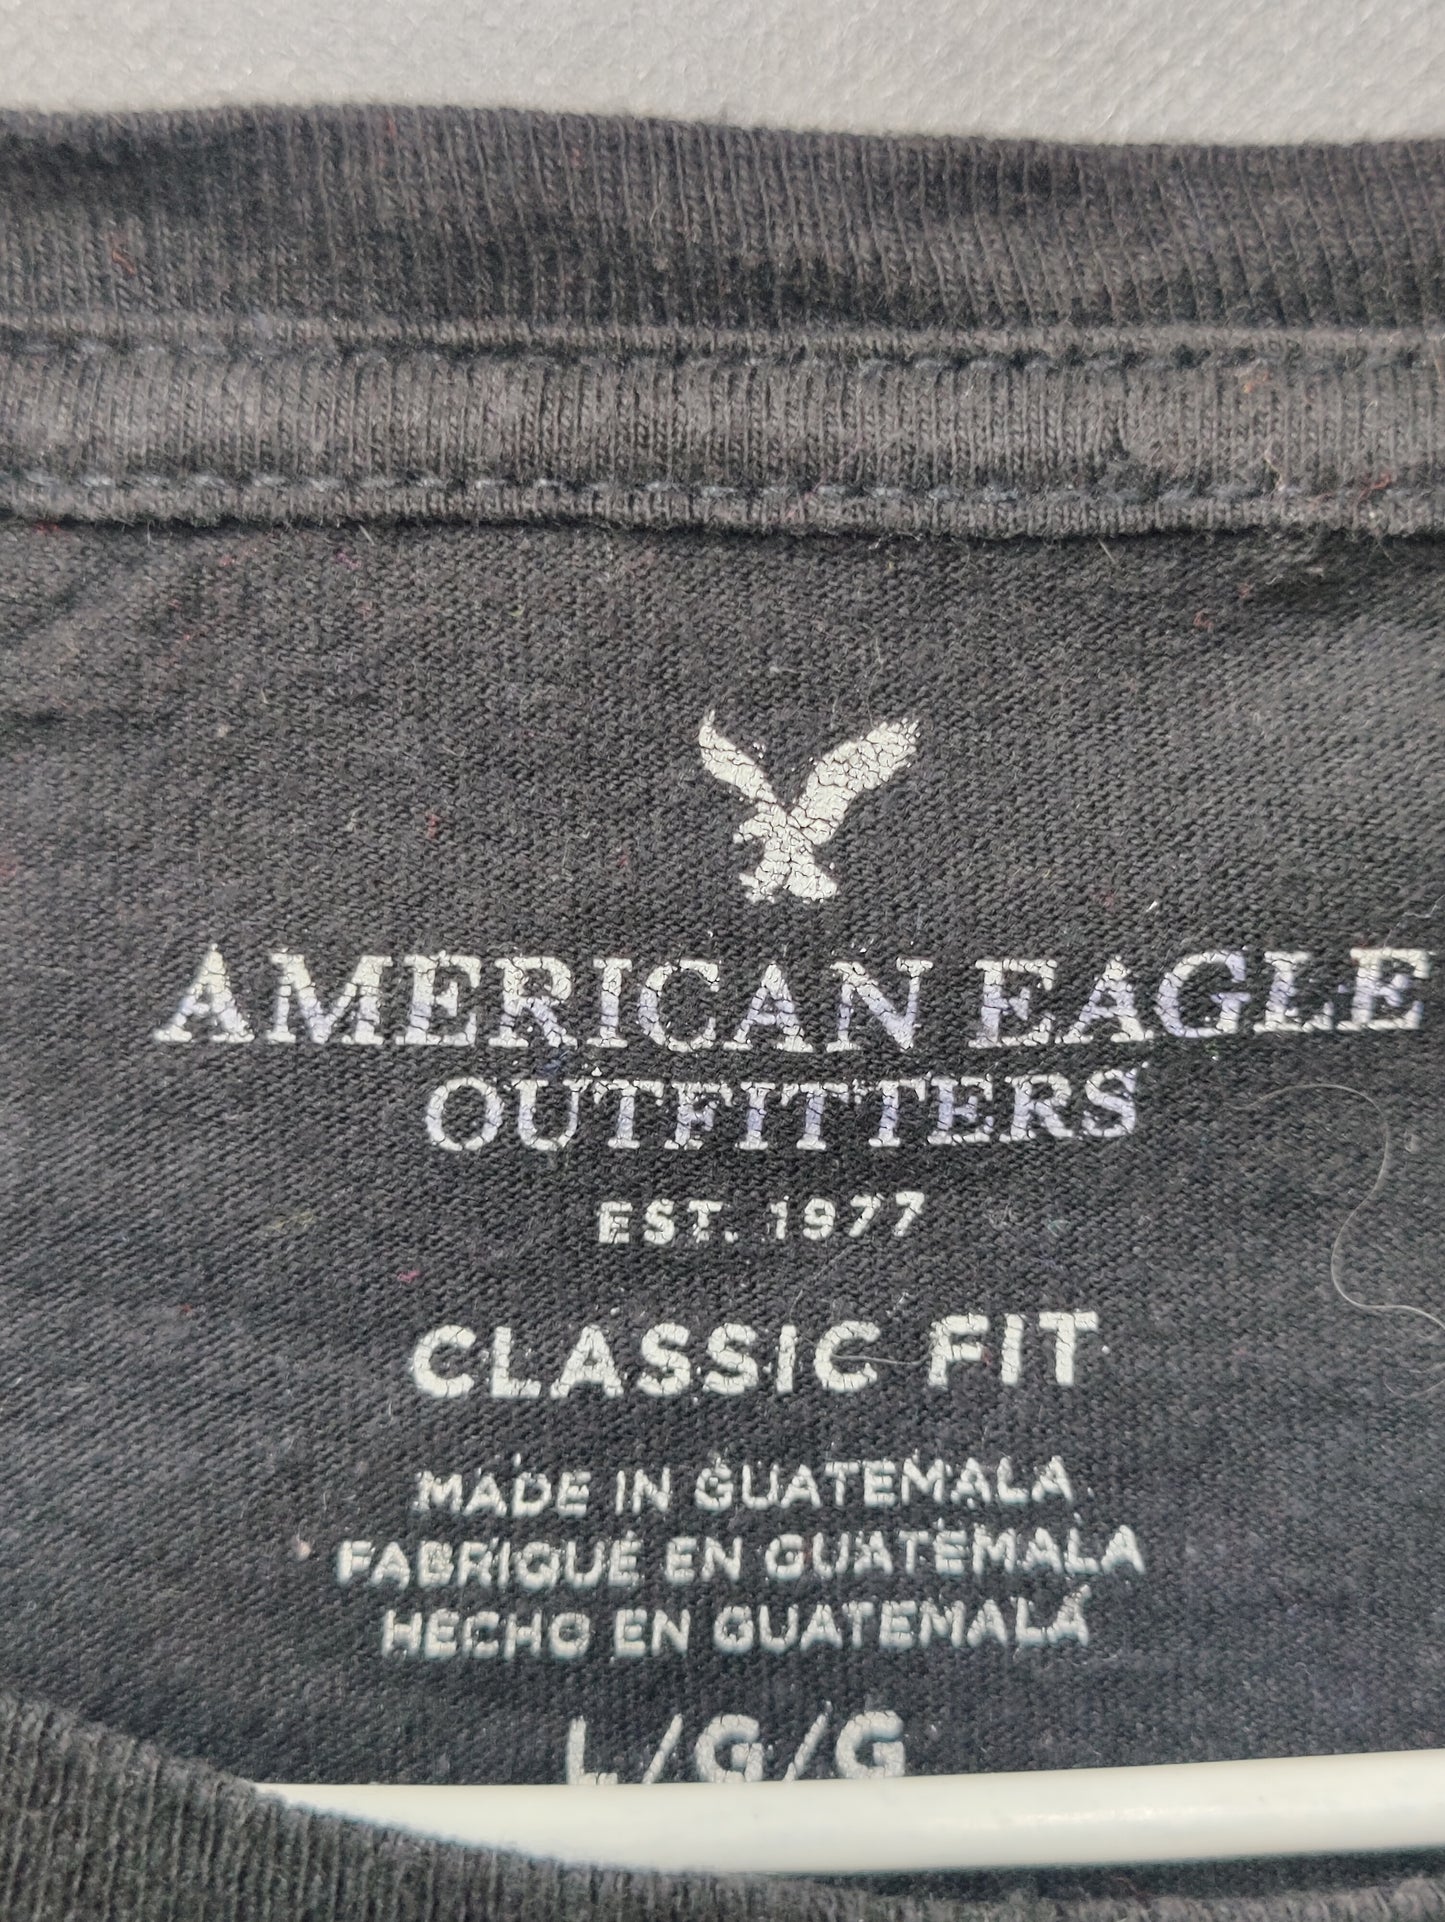 AMERICAN EAGLE
OUTFITTERS
EST. 1977
CLASSIC FIT
MADE IN GUATEMALA
FABRIQUÉ EN GUATEMALA
HECHO EN GUATEMALA
L/G/G